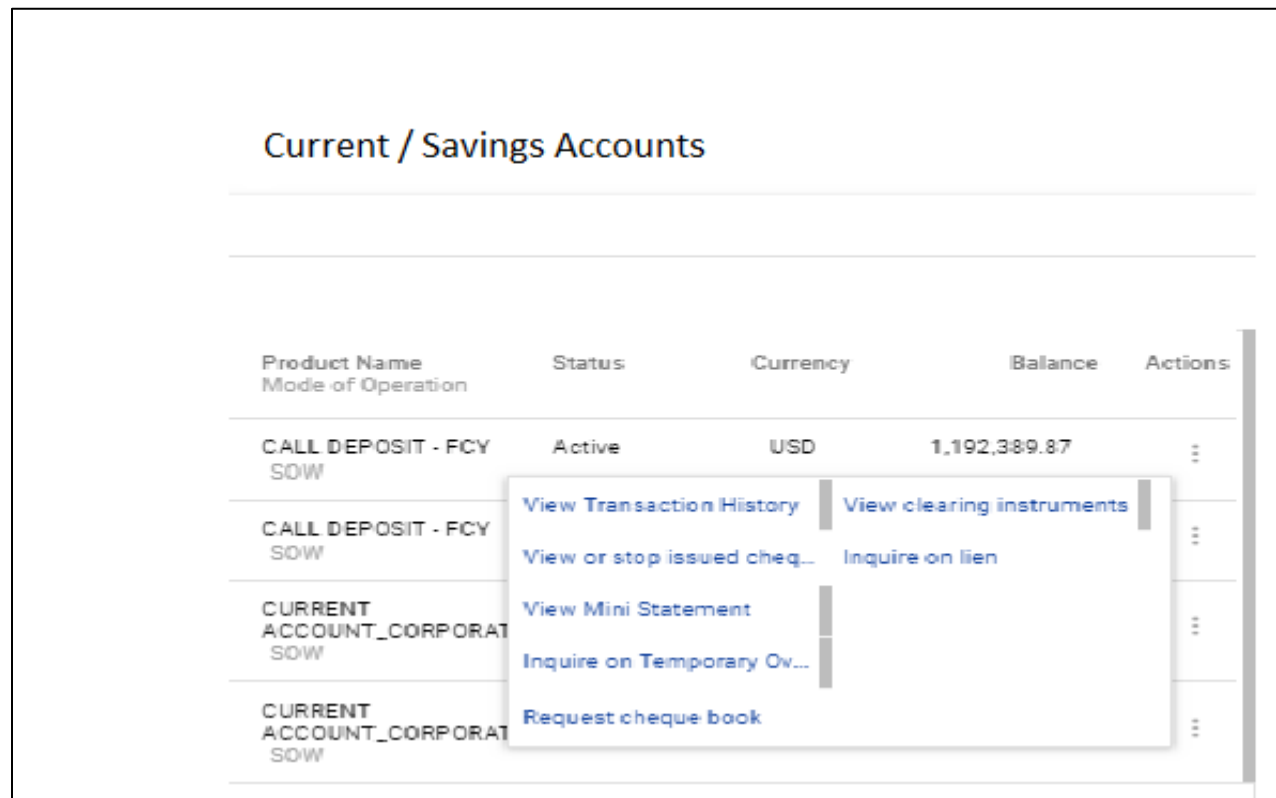 Current / Savings Accounts
Product Name Status Currency Balance Actions
Mode of Operation
CALL DEPOSIT - FCY Active USD 1,192,389.87
SOW
View Transaction History View clearing instruments
CALL DEPOSIT - FCY
SOW
View or stop issued cheq... Inquire on lien
CURRENT
ACCOUNT_CORPORAT
SOW
View Mini Statement
Inquire on Temporary Ov...
CURRENT
ACCOUNT_CORPORAT
SOW
Request cheque book